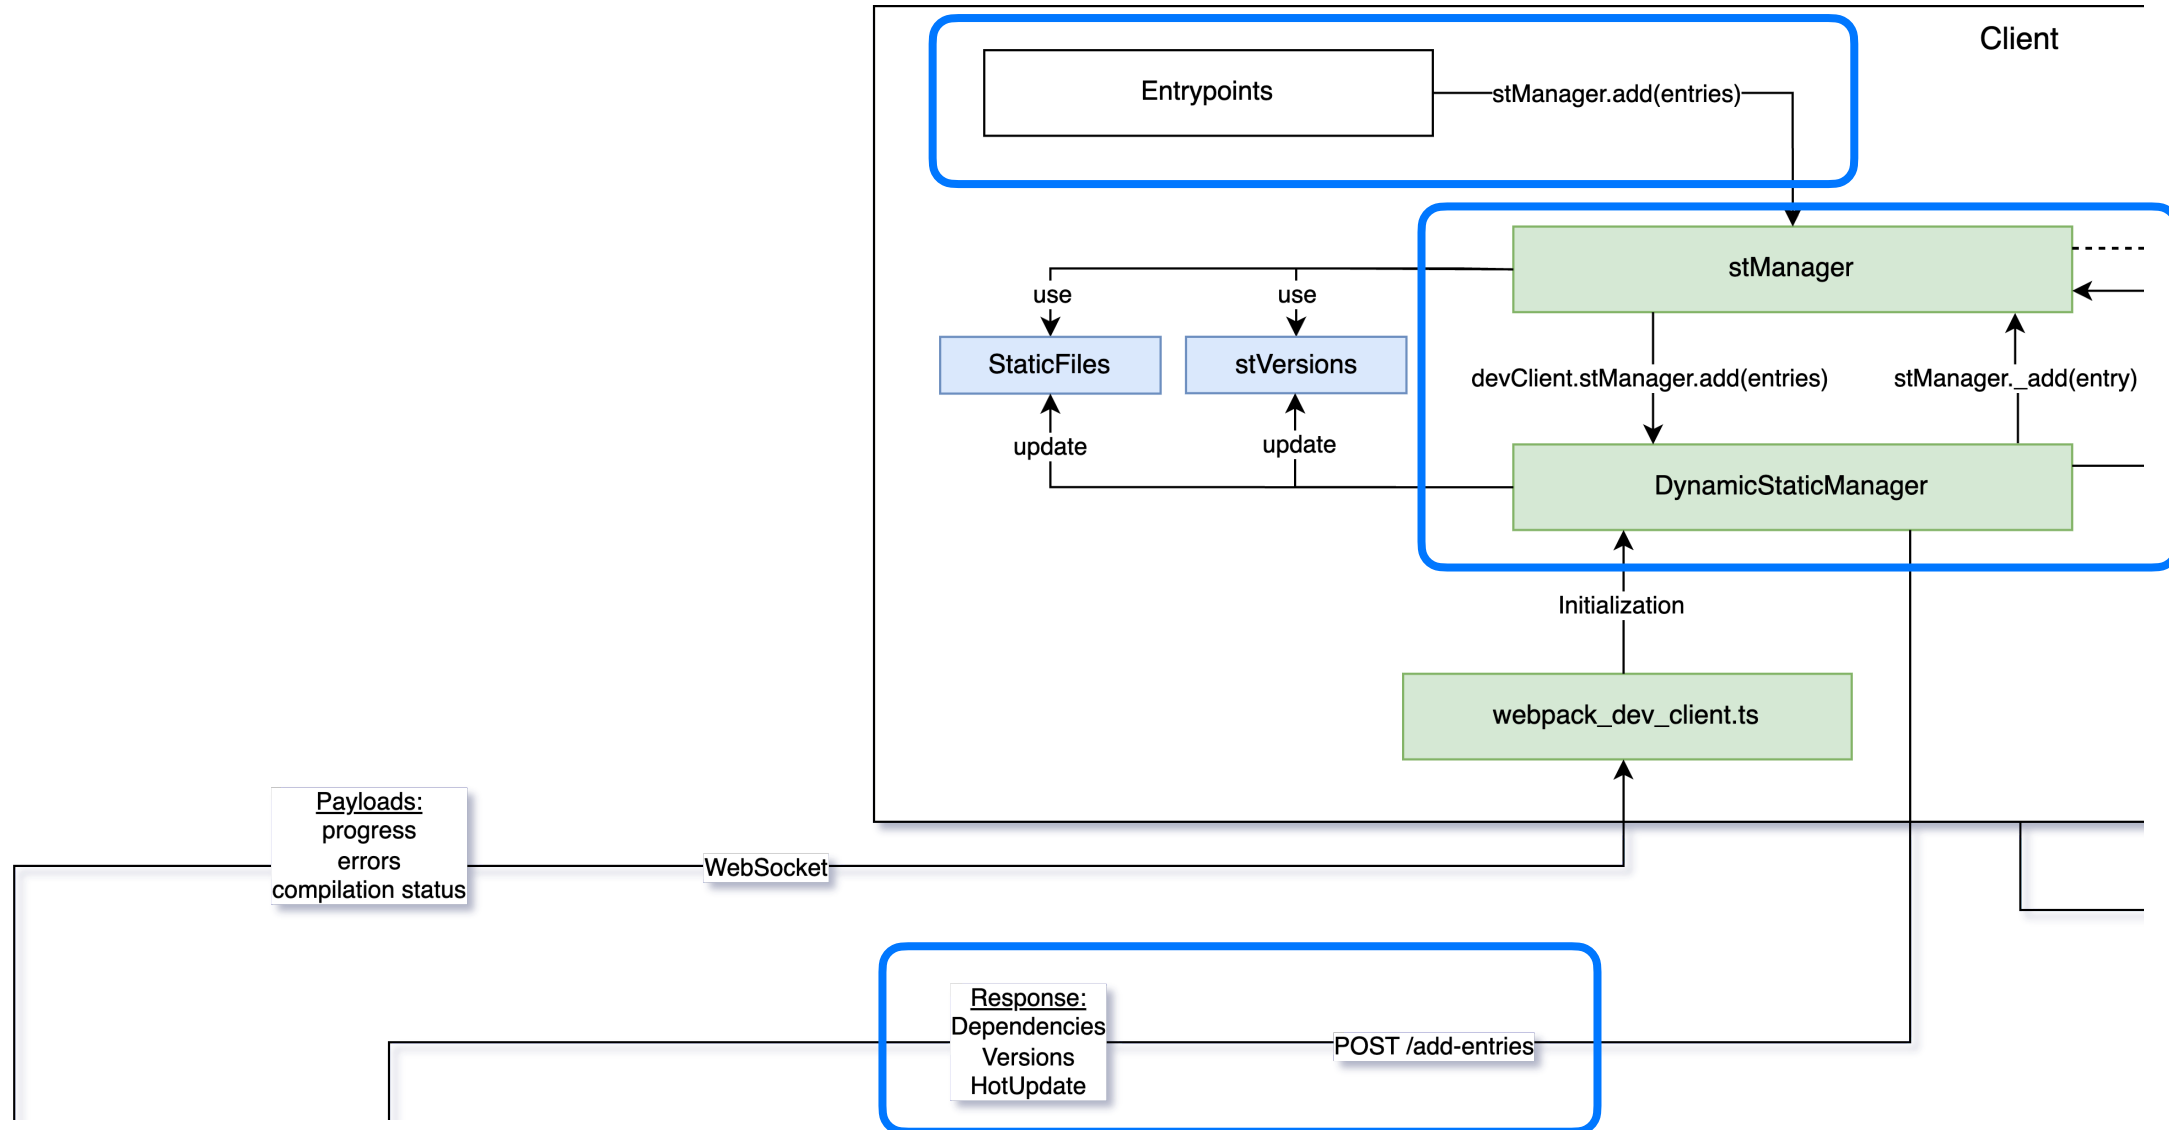 Client
Entrypoints
stManager.add(entries)
stManager
use
use
StaticFiles
stVersions
devClient.stManager.add(entries)
stManager._add(entry)
update
update
DynamicStaticManager
Initialization
webpack_dev_client.ts
Payloads:
progress
errors
compilation status
WebSocket
Response:
Dependencies
Versions
HotUpdate
POST /add-entries